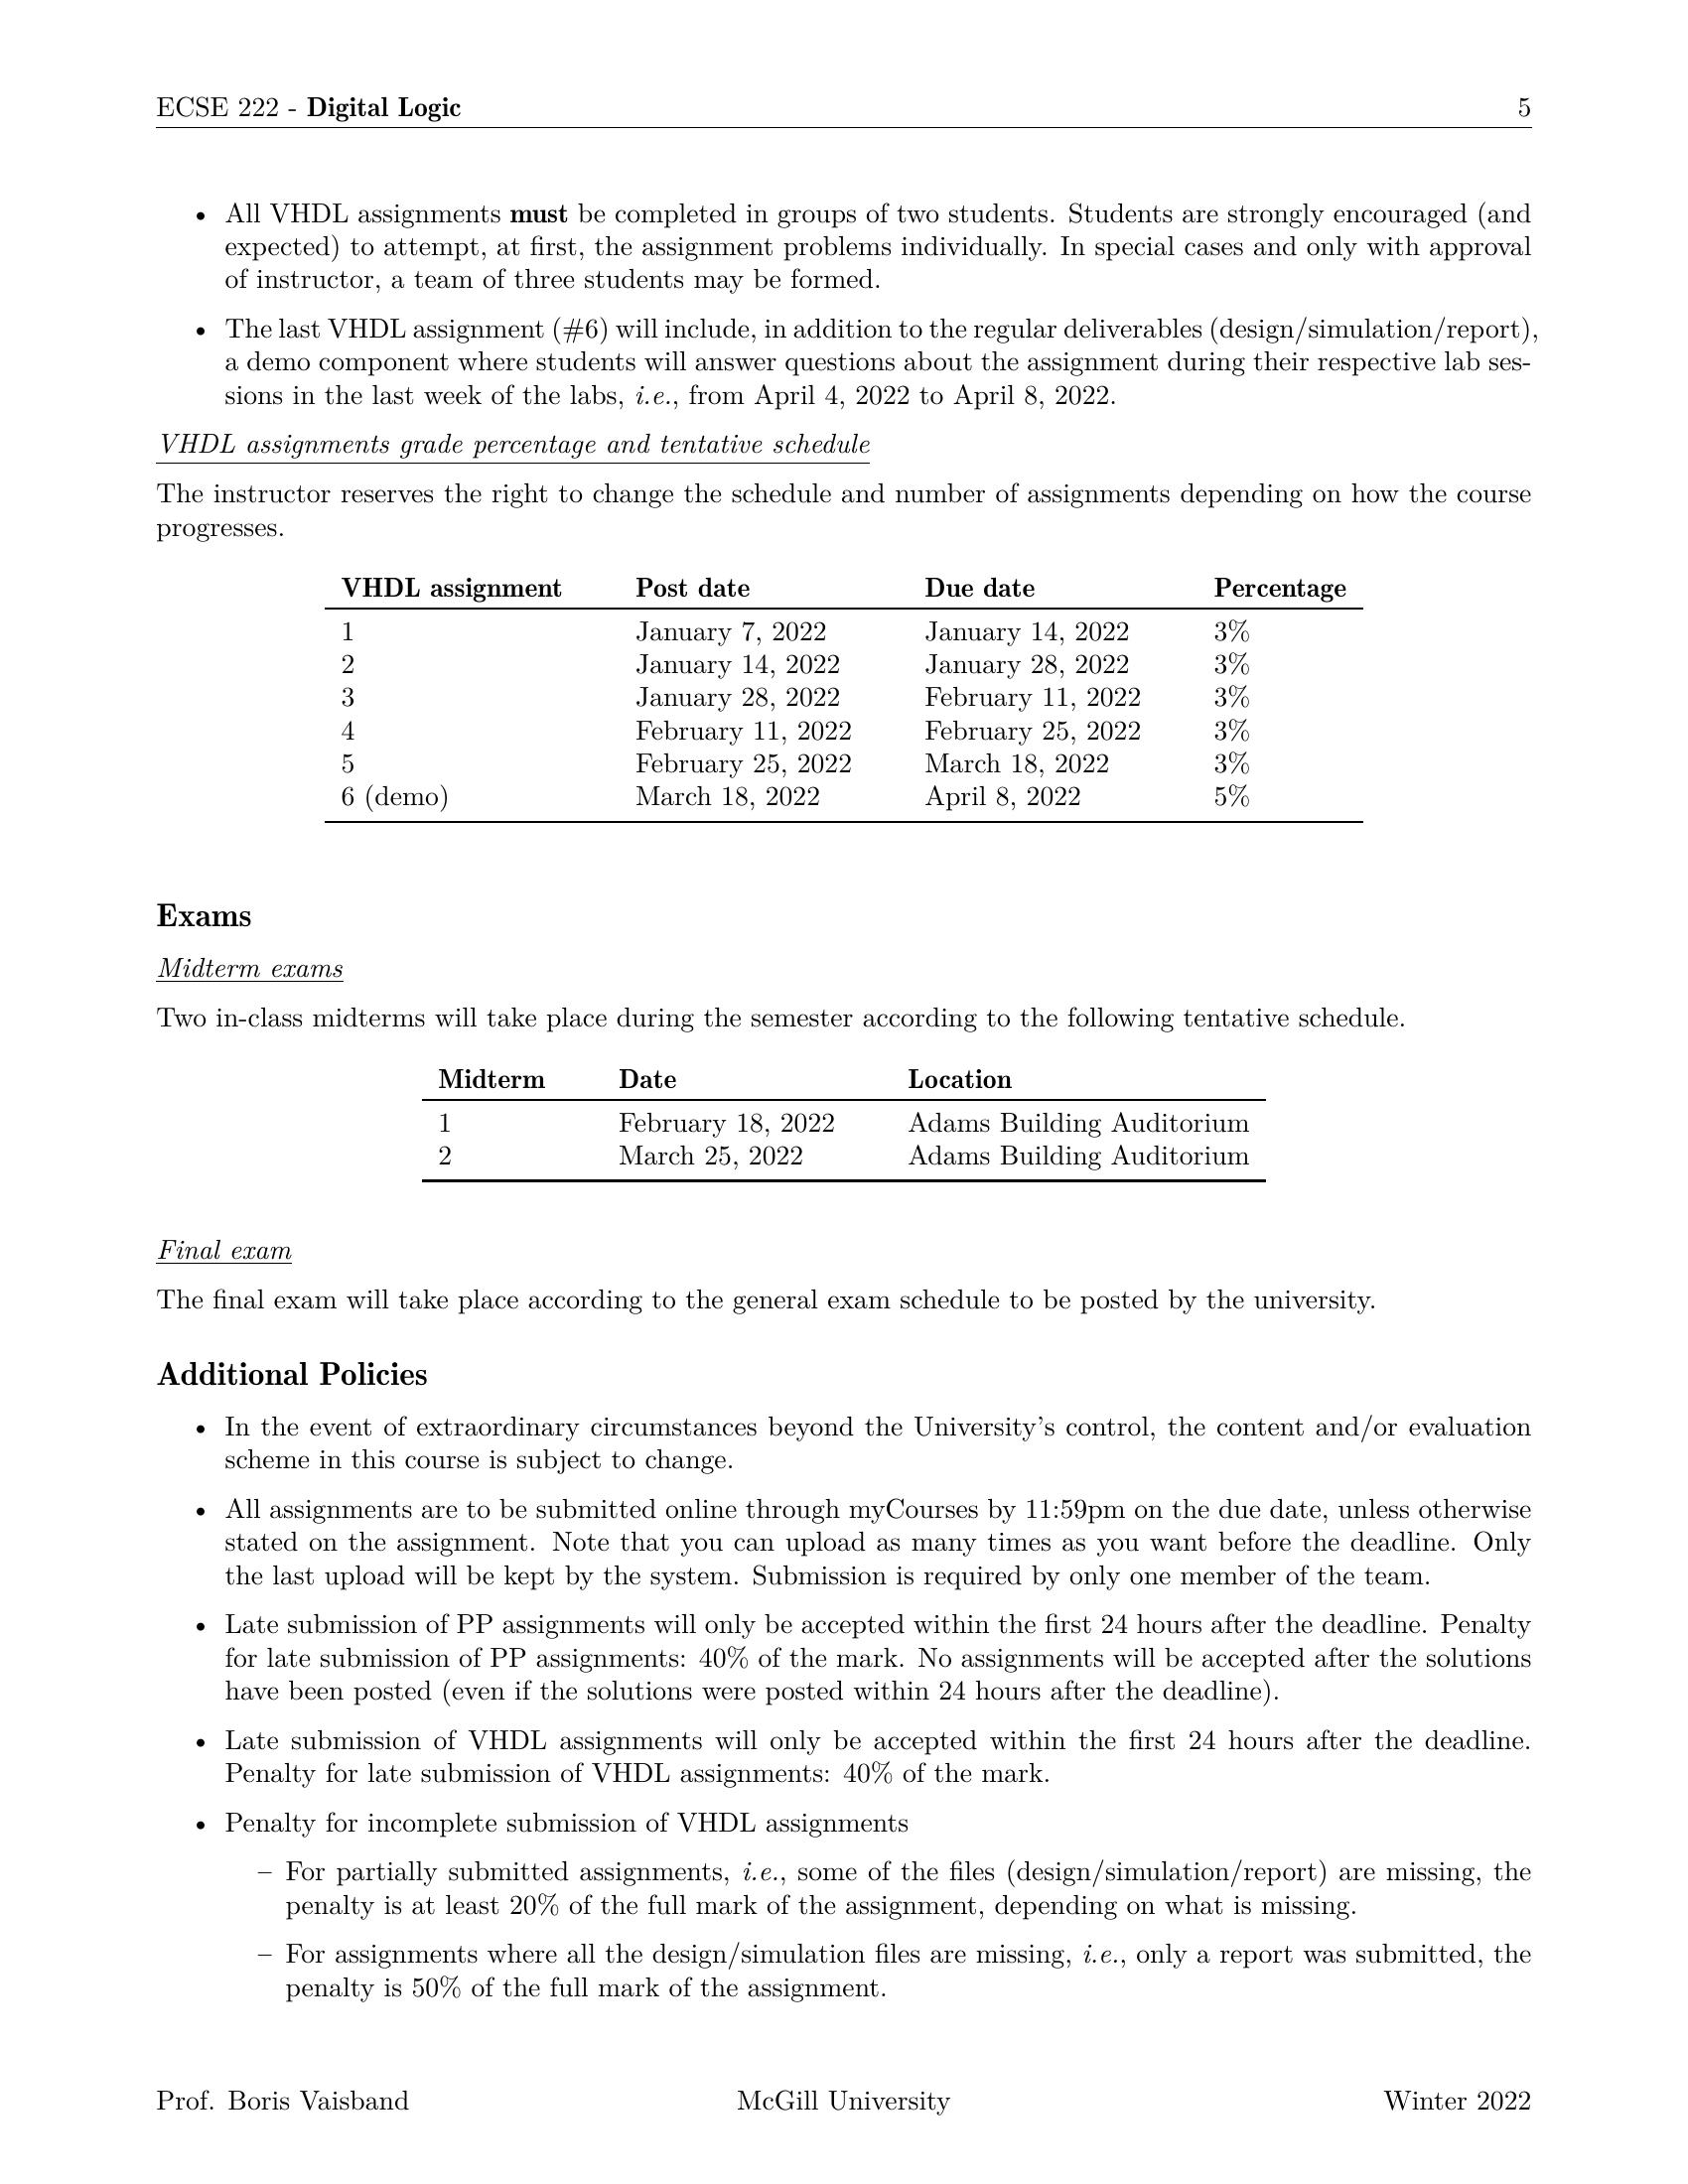 ECSE 222 - Digital Logic 5
• All VHDL assignments must be completed in groups of two students. Students are strongly encouraged (and
expected) to attempt, at first, the assignment problems individually. In special cases and only with approval
of instructor, a team of three students may be formed.
• The last VHDL assignment (#6) will include, in addition to the regular deliverables (design/simulation/report),
a demo component where students will answer questions about the assignment during their respective lab ses-
sions in the last week of the labs, i.e., from April 4, 2022 to April 8, 2022.
VHDL assignments grade percentage and tentative schedule
The instructor reserves the right to change the schedule and number of assignments depending on how the course
progresses.
VHDL assignment Post date Due date Percentage
1 January 7, 2022 January 14, 2022 3%
2 January 14, 2022 January 28, 2022 3%
3 January 28, 2022 February 11, 2022 3%
4 February 11, 2022 February 25, 2022 3%
5 February 25, 2022 March 18, 2022 3%
6 (demo) March 18, 2022 April 8, 2022 5%
Exams
Midterm exams
Two in-class midterms will take place during the semester according to the following tentative schedule.
Midterm Date Location
1 February 18, 2022 Adams Building Auditorium
2 March 25, 2022 Adams Building Auditorium
Final exam
The final exam will take place according to the general exam schedule to be posted by the university.
Additional Policies
• In the event of extraordinary circumstances beyond the University's control, the content and/or evaluation
scheme in this course is subject to change.
• All assignments are to be submitted online through myCourses by 11:59pm on the due date, unless otherwise
stated on the assignment. Note that you can upload as many times as you want before the deadline. Only
the last upload will be kept by the system. Submission is required by only one member of the team.
• Late submission of PP assignments will only be accepted within the first 24 hours after the deadline. Penalty
for late submission of PP assignments: 40% of the mark. No assignments will be accepted after the solutions
have been posted (even if the solutions were posted within 24 hours after the deadline).
• Late submission of VHDL assignments will only be accepted within the first 24 hours after the deadline.
Penalty for late submission of VHDL assignments: 40% of the mark.
• Penalty for incomplete submission of VHDL assignments
– For partially submitted assignments, i.e., some of the files (design/simulation/report) are missing, the
penalty is at least 20% of the full mark of the assignment, depending on what is missing.
– For assignments where all the design/simulation files are missing, i.e., only a report was submitted, the
penalty is 50% of the full mark of the assignment.
Prof. Boris Vaisband McGill University Winter 2022